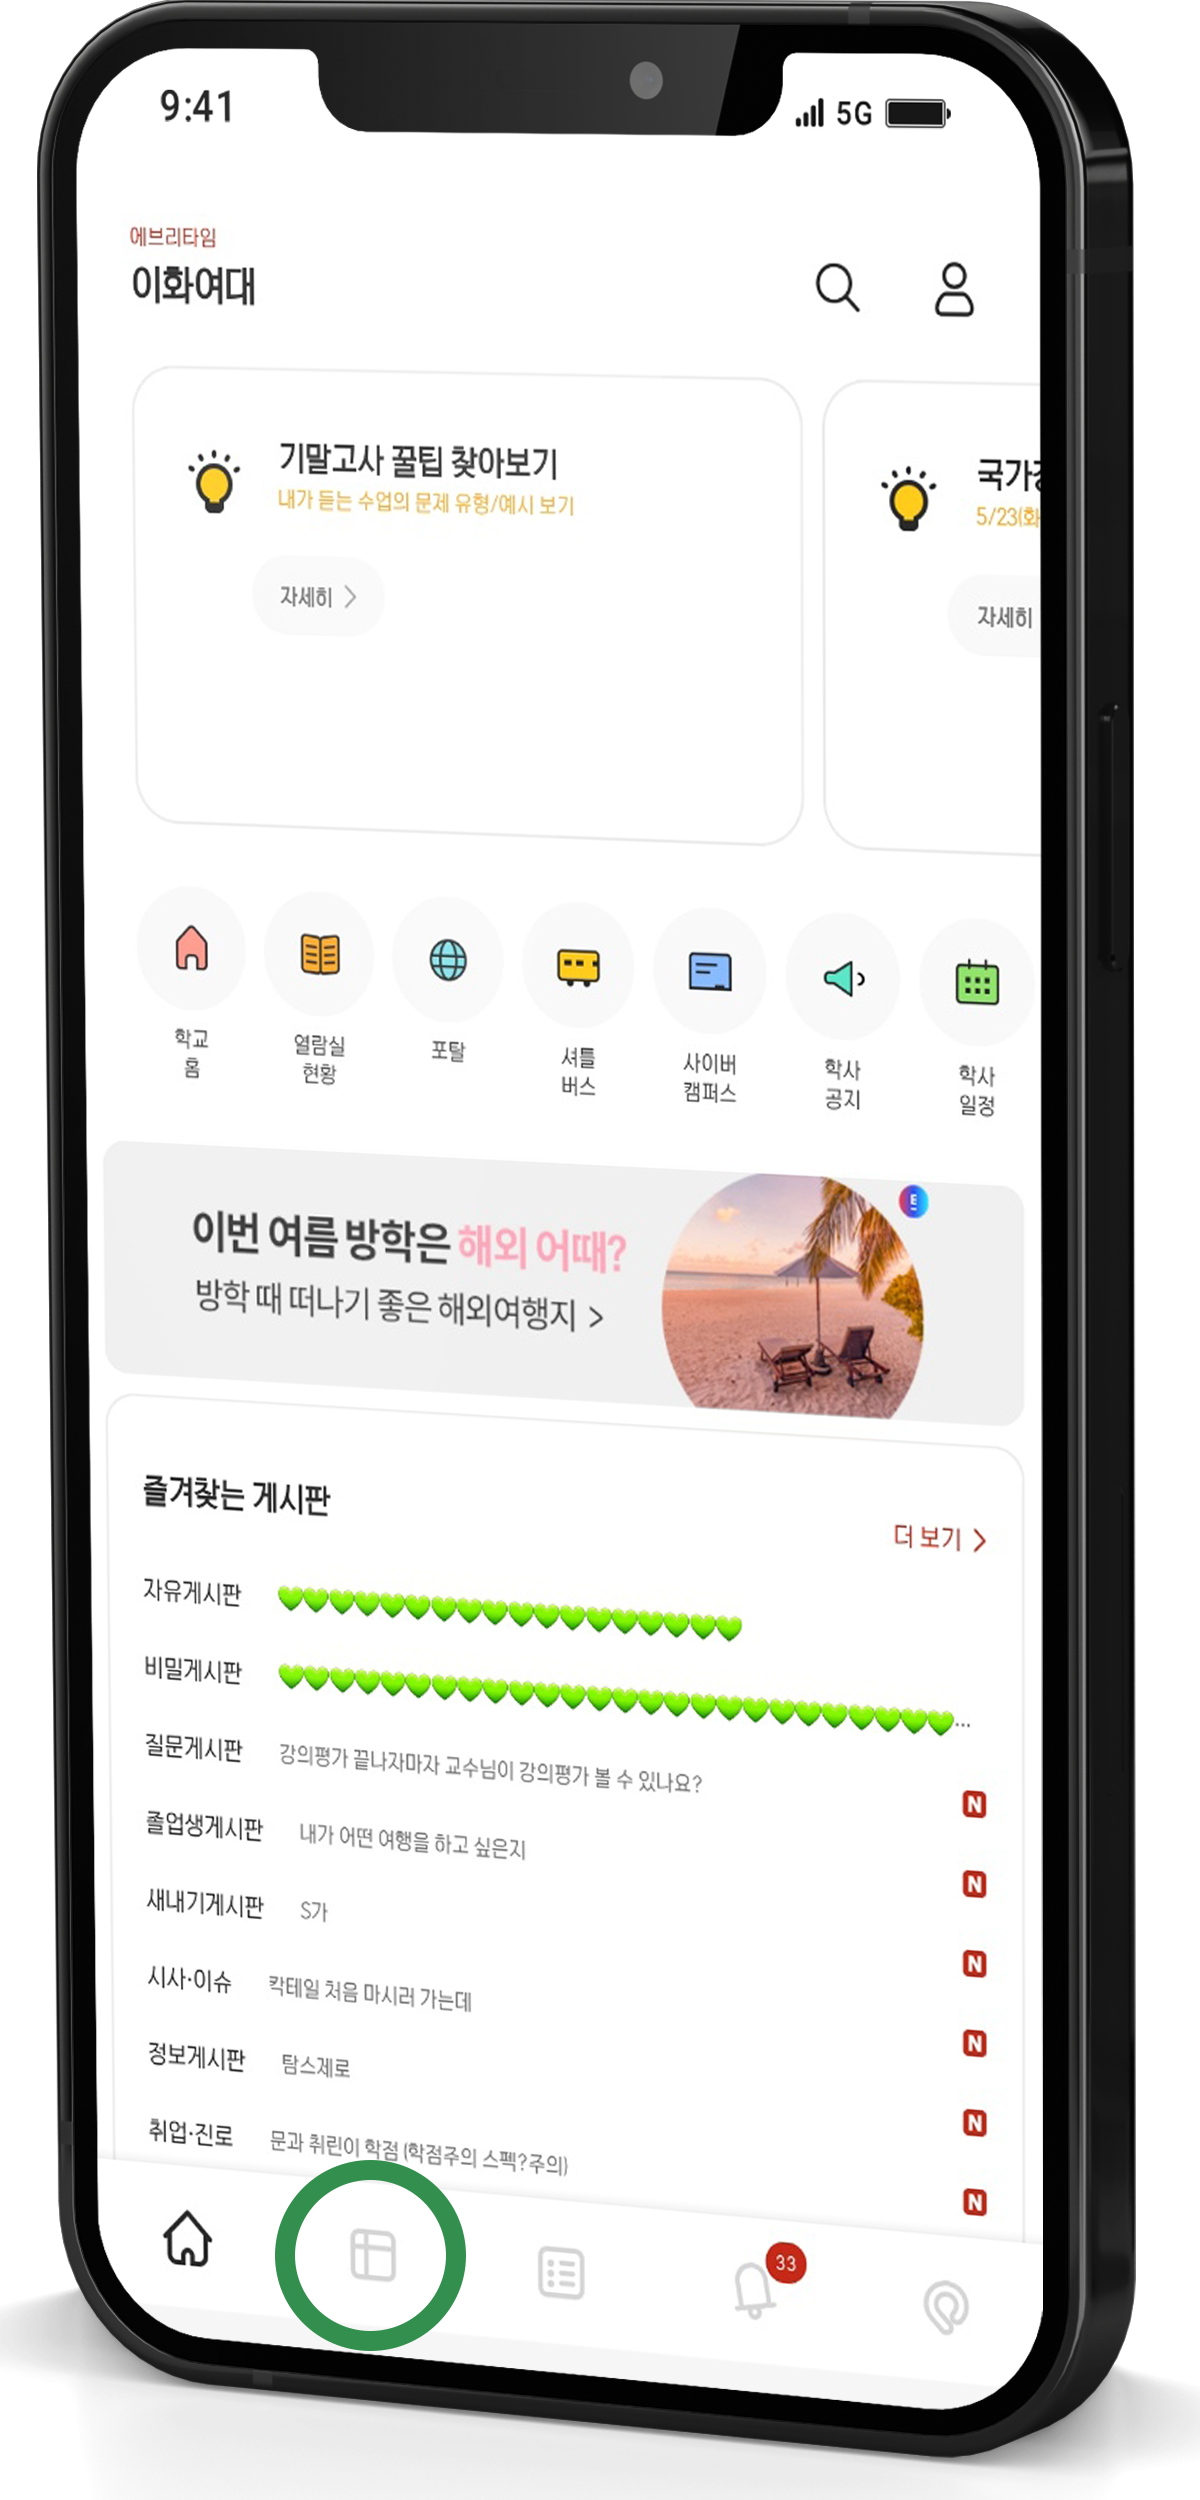 9:41
5G
에브리타임
이화여대
기말고사 꿀팁 찾아보기
내가 듣는 수업의 문제 유형/예시 보기
자세히 >
국가
5/23(화
자세히
학교
홈
열람실
현황
포탈
셔틀
버스
사이버
캠퍼스
학사
공지
학사
일정
이번 여름 방학은 해외 어때?
방학 때 떠나기 좋은 해외여행지 >
E
즐겨찾는 게시판
더 보기 >
자유게시판 💚💚💚💚💚💚💚💚💚💚💚💚💚💚💚💚💚💚
비밀게시판 💚💚💚💚💚💚💚💚💚💚💚💚💚💚💚💚💚💚💚💚💚💚💚💚💚💚...
질문게시판 강의평가 끝나자마자 교수님이 강의평가 볼 수 있나요?
N
졸업생게시판 내가 어떤 여행을 하고 싶은지
N
새내기게시판 S가
N
시사·이슈 칵테일 처음 마시러 가는데
N
정보게시판 탐스제로
N
취업·진로 문과 취린이 학점 (학점주의 스펙?주의)
N
33